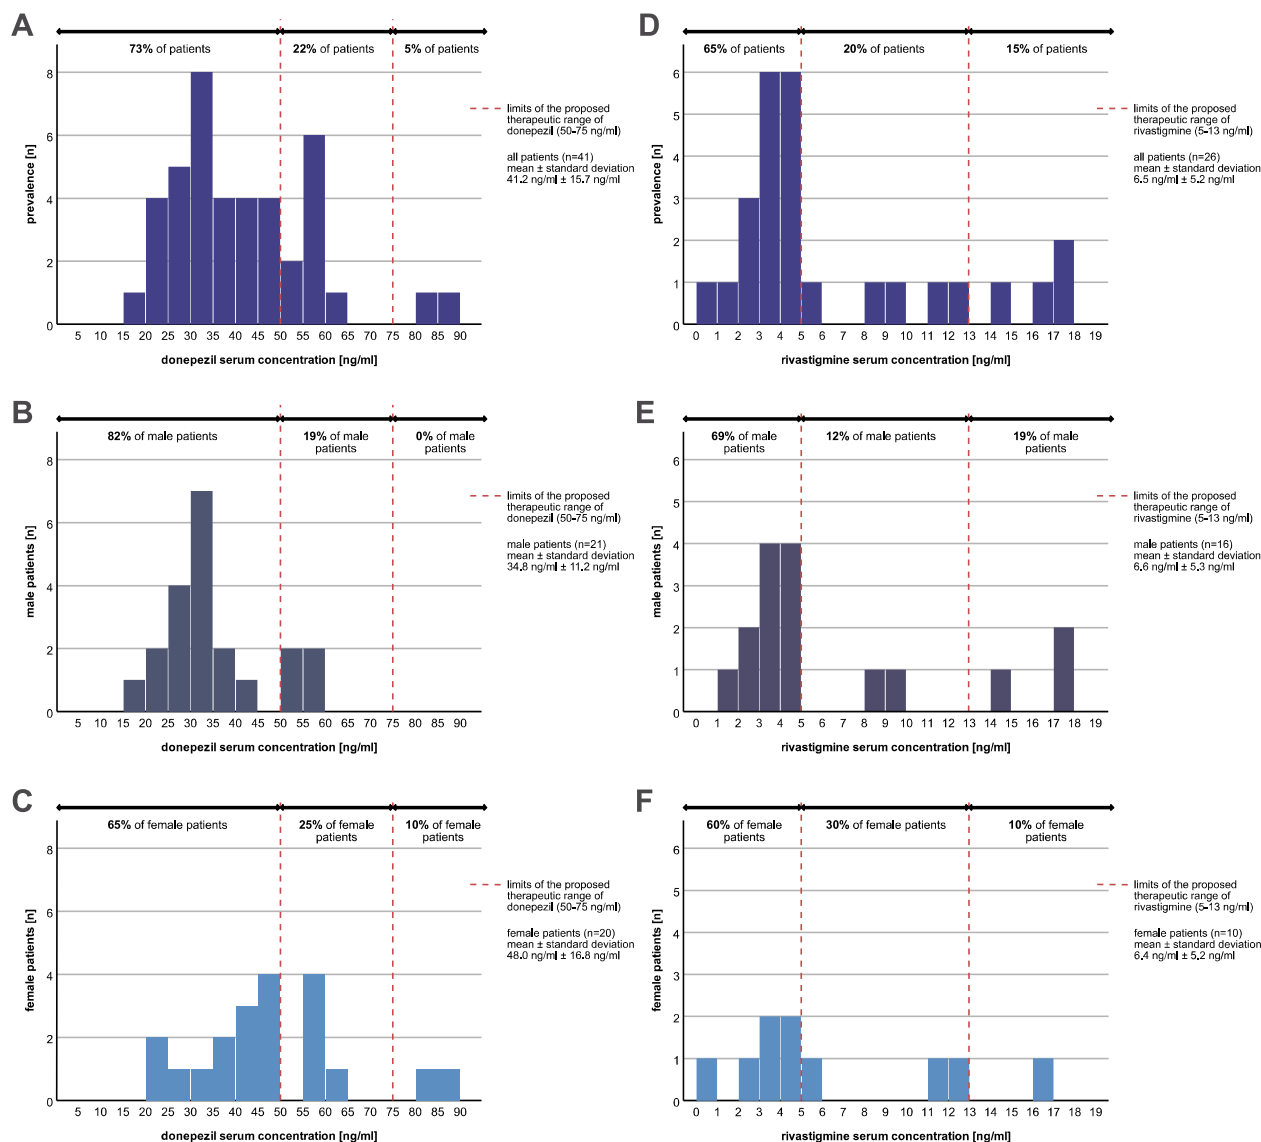 A
73% of patients
22% of patients
5% of patients
prevalence [n]
8
6
4
2
0
5 10 15 20 25 30 35 40 45 50 55 60 65 70 75 80 85 90
donepezil serum concentration [ng/ml]
limits of the proposed
therapeutic range of
donepezil (50-75 ng/ml)
all patients (n=41)
mean ± standard deviation
41.2 ng/ml ± 15.7 ng/ml
D
65% of patients
20% of patients
15% of patients
prevalence [n]
6
5
4
3
2
1
0
0 1 2 3 4 5 6 7 8 9 10 11 12 13 14 15 16 17 18 19
rivastigmine serum concentration [ng/ml]
limits of the proposed
therapeutic range of
rivastigmine (5-13 ng/ml)
all patients (n=26)
mean ± standard deviation
6.5 ng/ml ± 5.2 ng/ml
B
82% of male patients
19% of male
patients
0% of male
patients
male patients [n]
8
6
4
2
0
5 10 15 20 25 30 35 40 45 50 55 60 65 70 75 80 85 90
donepezil serum concentration [ng/ml]
limits of the proposed
therapeutic range of
donepezil (50-75 ng/ml)
male patients (n=21)
mean ± standard deviation
34.8 ng/ml ± 11.2 ng/ml
E
69% of male
patients
12% of male patients
19% of male
patients
male patients [n]
6
5
4
3
2
1
0
0 1 2 3 4 5 6 7 8 9 10 11 12 13 14 15 16 17 18 19
rivastigmine serum concentration [ng/ml]
limits of the proposed
therapeutic range of
rivastigmine (5-13 ng/ml)
male patients (n=16)
mean ± standard deviation
6.6 ng/ml ± 5.3 ng/ml
C
65% of female patients
25% of female
patients
10% of female
patients
female patients [n]
8
6
4
2
0
5 10 15 20 25 30 35 40 45 50 55 60 65 70 75 80 85 90
donepezil serum concentration [ng/ml]
limits of the proposed
therapeutic range of
donepezil (50-75 ng/ml)
female patients (n=20)
mean ± standard deviation
48.0 ng/ml ± 16.8 ng/ml
F
60% of female
patients
30% of female patients
10% of female
patients
female patients [n]
6
5
4
3
2
1
0
0 1 2 3 4 5 6 7 8 9 10 11 12 13 14 15 16 17 18 19
rivastigmine serum concentration [ng/ml]
limits of the proposed
therapeutic range of
rivastigmine (5-13 ng/ml)
female patients (n=10)
mean ± standard deviation
6.4 ng/ml ± 5.2 ng/ml